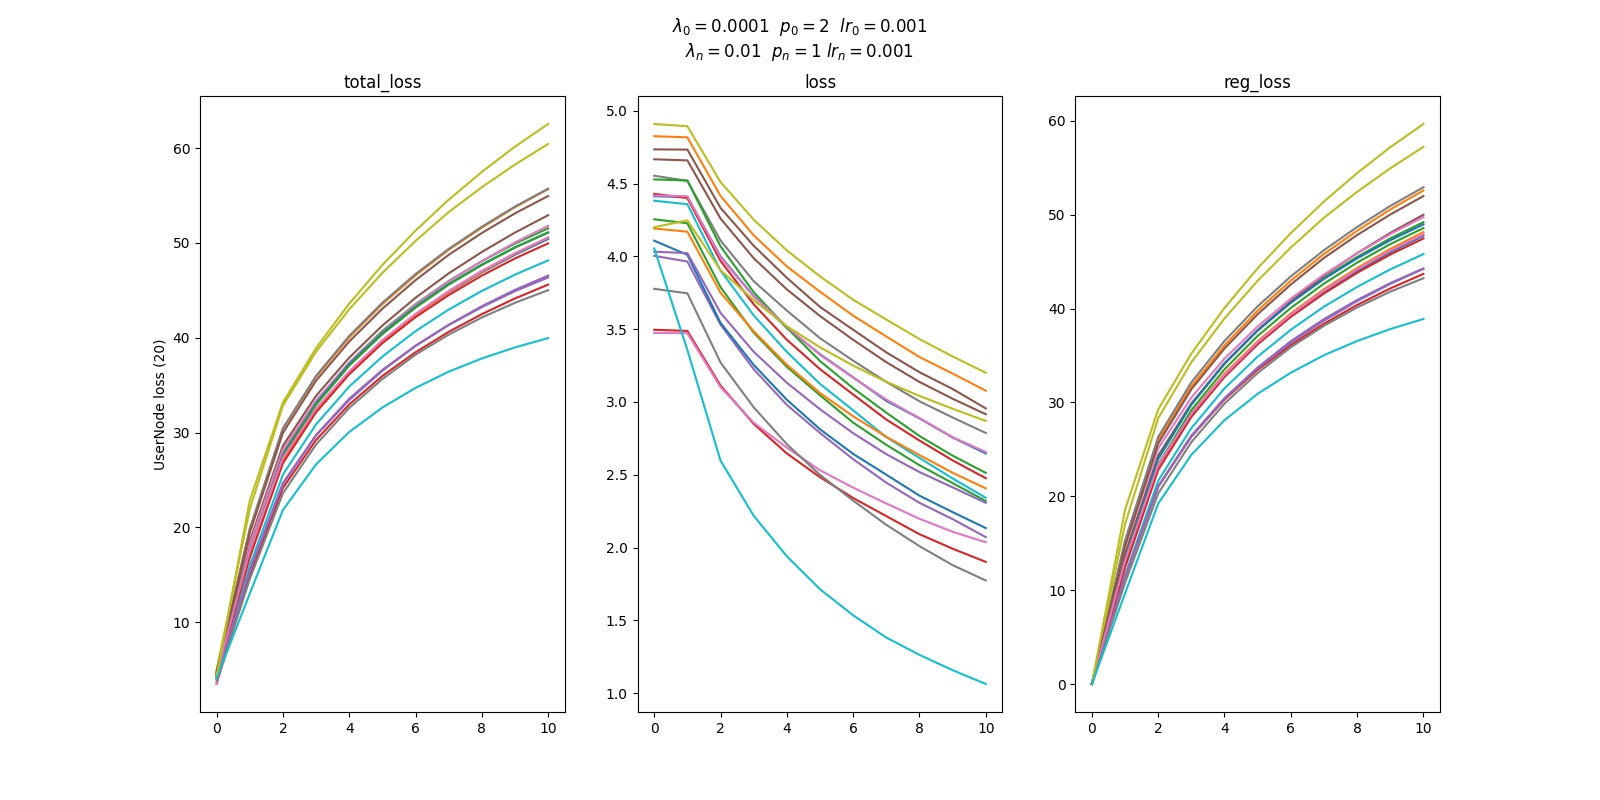 λ₀ = 0.0001 p₀ = 2 lr₀ = 0.001
λₙ = 0.01 pₙ = 1 lrₙ = 0.001
total_loss
loss
reg_loss
UserNode loss (20)
60
50
40
30
20
10
0 2 4 6 8 10
5.0
4.5
4.0
3.5
3.0
2.5
2.0
1.5
1.0
0 2 4 6 8 10
60
50
40
30
20
10
0
0 2 4 6 8 10